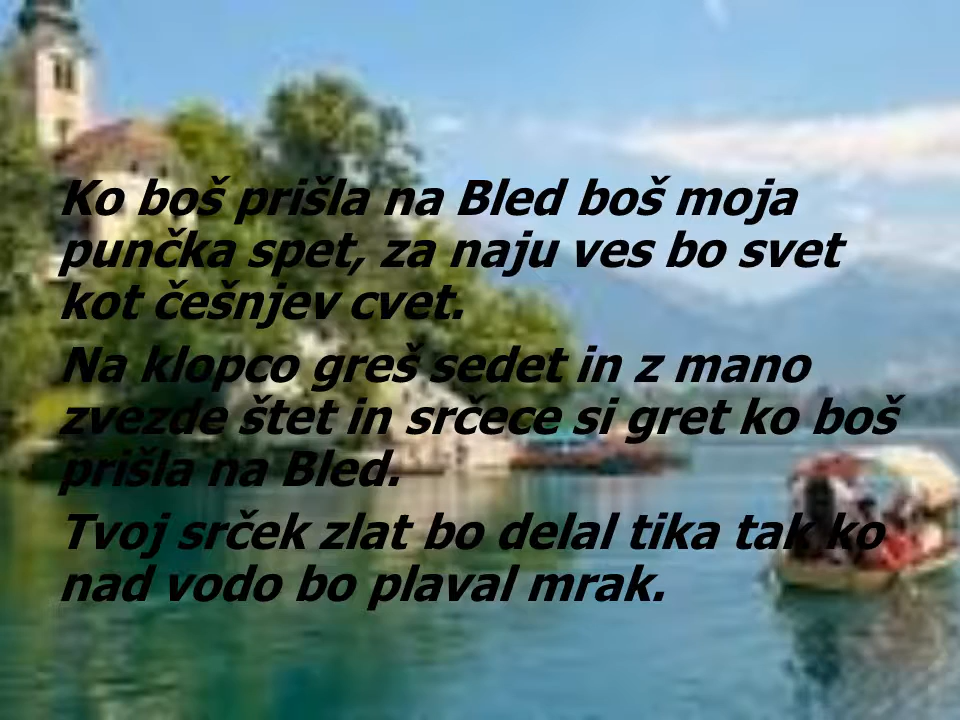 Ko boš prišla na Bled boš moja
punčka spet, za naju ves bo svet
kot češnjev cvet.
Na klopco greš sedet in z mano
zvezde štet in srčece si gret ko boš
prišla na Bled.
Tvoj srček zlat bo delal tika tak ko
nad vodo bo plaval mrak.